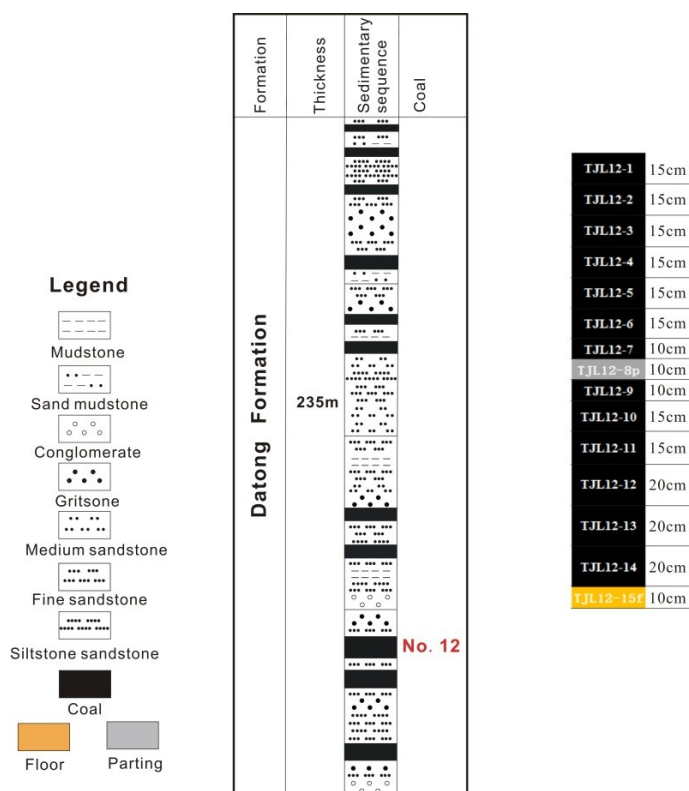 Formation
Thickness
Sedimentary
sequence
Coal
Datong Formation
235m
No. 12
Legend
Mudstone
Sand mudstone
Conglomerate
Gritsone
Medium sandstone
Fine sandstone
Siltstone sandstone
Coal
Floor
Parting
TJL12-1 15cm
TJL12-2 15cm
TJL12-3 15cm
TJL12-4 15cm
TJL12-5 15cm
TJL12-6 15cm
TJL12-7 10cm
TJL12-8p 10cm
TJL12-9 10cm
TJL12-10 15cm
TJL12-11 15cm
TJL12-12 20cm
TJL12-13 20cm
TJL12-14 20cm
TJL12-15f 10cm